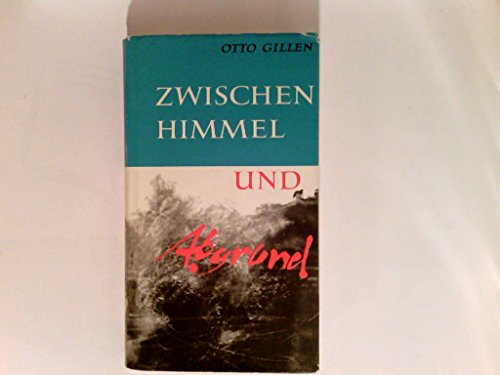 OTTO GILLEN
ZWISCHEN
HIMMEL
UND
Abgrund